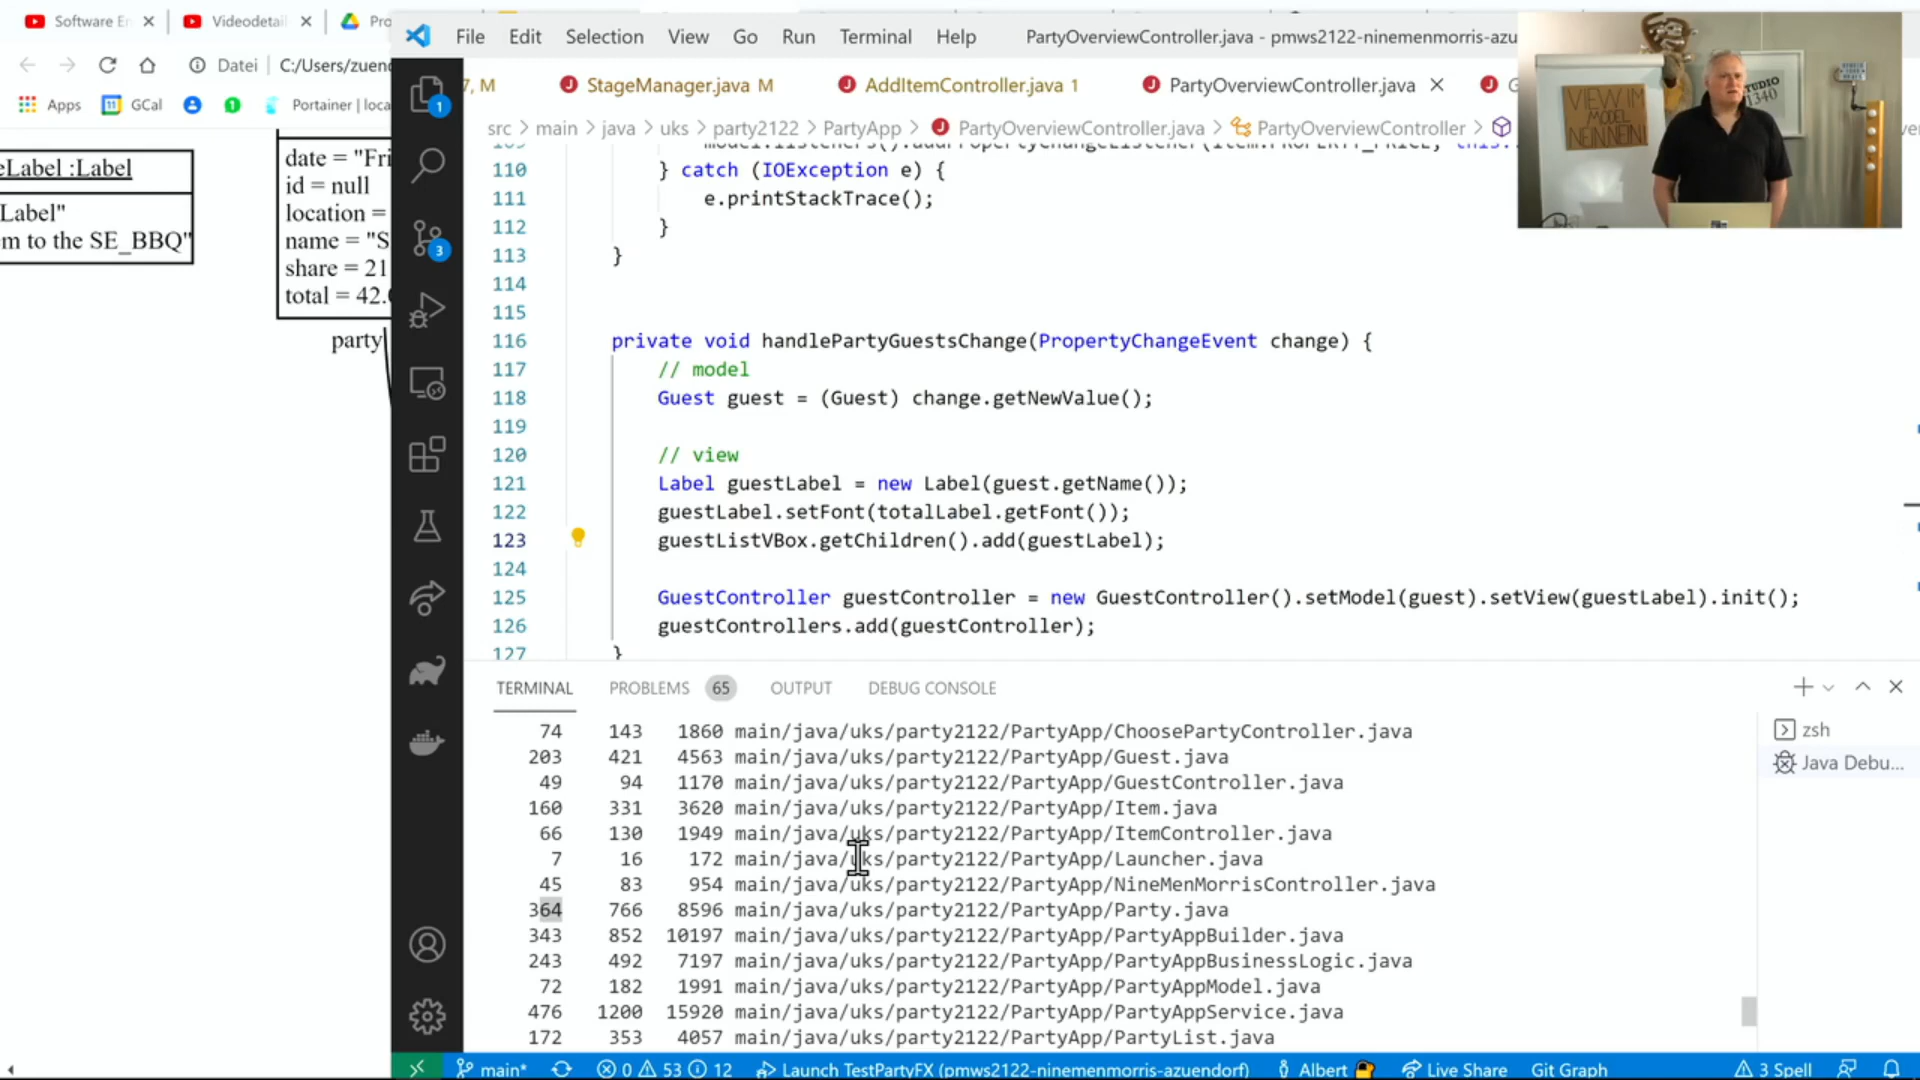 Software En
Videodetail
Pro
Datei
C:/Users/zuend
Apps
GCal
Portainer | loca
eLabel :Label
Label"
m to the SE_BBQ"
date = "Fri
id = null
location =
name = "S
share = 21
total = 42.
party
File Edit Selection View Go Run Terminal Help
PartyOverviewController.java - pmws2122-ninemenmorris-azu
7, M
StageManager.java M
AddItemController.java 1
PartyOverviewController.java
src > main > java > uks > party2122 > PartyApp > PartyOverviewController.java > PartyOverviewController >
110 } catch (IOException e) {
111 e.printStackTrace();
112 }
113 }
114
115
116 private void handlePartyGuestsChange(PropertyChangeEvent change) {
117 // model
118 Guest guest = (Guest) change.getNewValue();
119
120 // view
121 Label guestLabel = new Label(guest.getName());
122 guestLabel.setFont(totalLabel.getFont());
123 guestListVBox.getChildren().add(guestLabel);
124
125 GuestController guestController = new GuestController().setModel(guest).setView(guestLabel).init();
126 guestControllers.add(guestController);
127 }
VIEW IM
MODEL
NEINNEIN!
STUDIO
1340
1
3
TERMINAL PROBLEMS 65 OUTPUT DEBUG CONSOLE
74 143 1860 main/java/uks/party2122/PartyApp/ChoosePartyController.java
203 421 4563 main/java/uks/party2122/PartyApp/Guest.java
49 94 1170 main/java/uks/party2122/PartyApp/GuestController.java
160 331 3620 main/java/uks/party2122/PartyApp/Item.java
66 130 1949 main/java/uks/party2122/PartyApp/ItemController.java
7 16 172 main/java/uks/party2122/PartyApp/Launcher.java
45 83 954 main/java/uks/party2122/PartyApp/NineMenMorrisController.java
364 766 8596 main/java/uks/party2122/PartyApp/Party.java
343 852 10197 main/java/uks/party2122/PartyApp/PartyAppBuilder.java
243 492 7197 main/java/uks/party2122/PartyApp/PartyAppBusinessLogic.java
72 182 1991 main/java/uks/party2122/PartyApp/PartyAppModel.java
476 1200 15920 main/java/uks/party2122/PartyApp/PartyAppService.java
172 353 4057 main/java/uks/party2122/PartyApp/PartyList.java
zsh
Java Debu...
main* 0 53 12 Launch TestPartyFX (pmws2122-ninemenmorris-azuendorf) Albert Live Share Git Graph 3 Spell